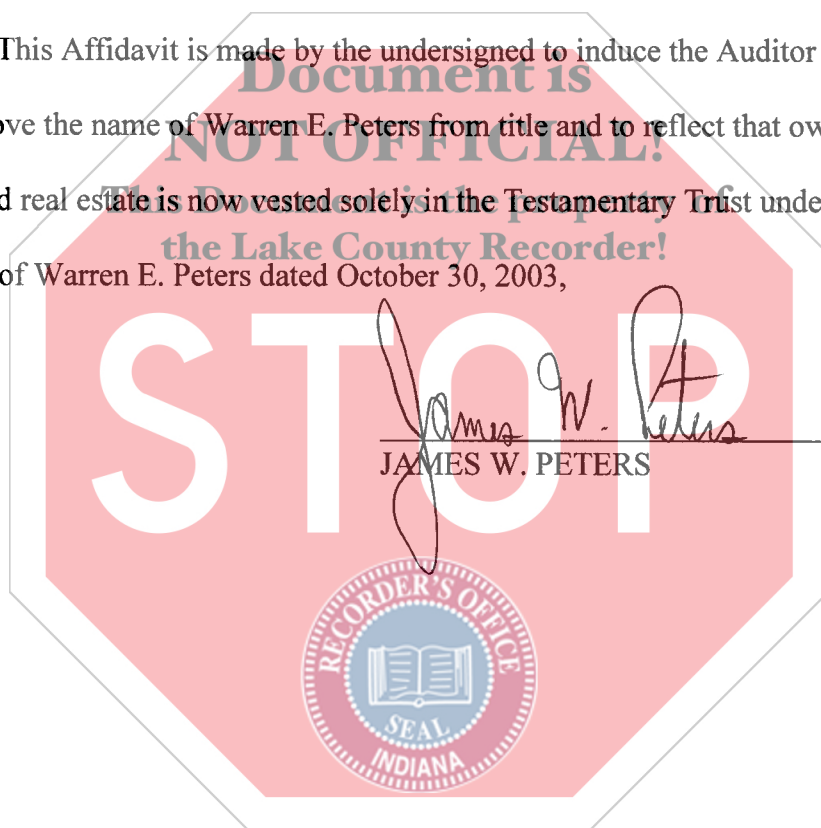 This Affidavit is made by the undersigned to induce the Auditor
Document is
ove the name of Warren E. Peters from title and to reflect that ow
NOT OFFICIAL!
d real estate is now vested solely in the Testamentary Trust unde
This Document is the property of
the Lake County Recorder!
of Warren E. Peters dated October 30, 2003,
STOP
James W. Peters
JAMES W. PETERS
RECORDER'S OFFICE
SEAL
INDIANA